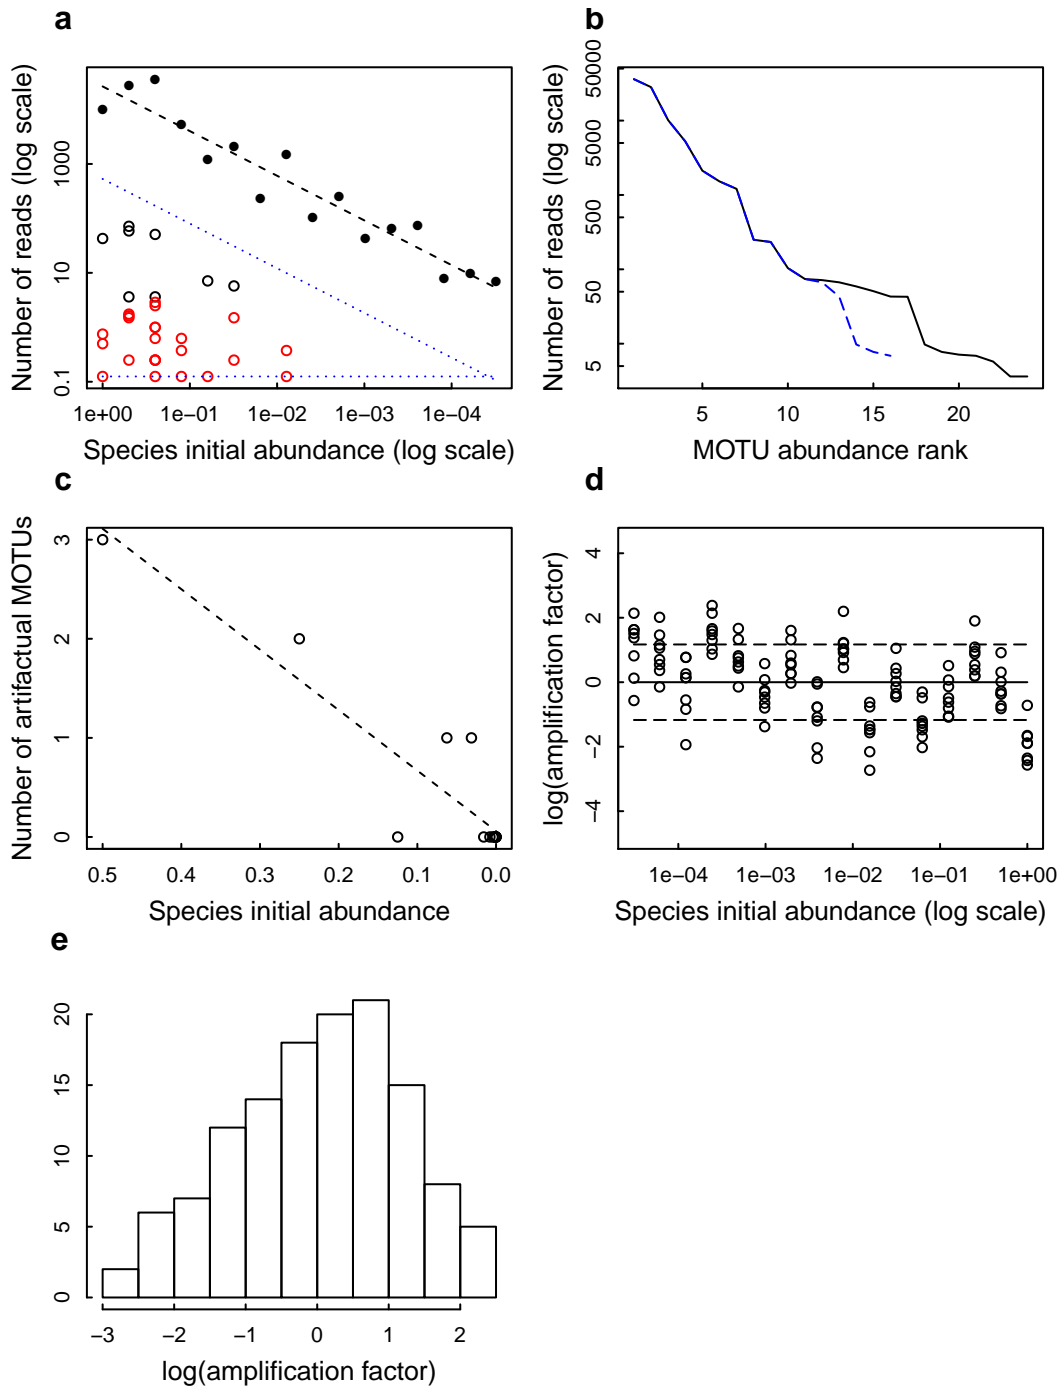 a
Number of reads (log scale)
1000
10
0.1
1e+00 1e−01 1e−02 1e−03 1e−04
Species initial abundance (log scale)
b
Number of reads (log scale)
50000
5000
500
50
5
5 10 15 20
MOTU abundance rank
c
Number of artifactual MOTUs
3
2
1
0
0.5 0.4 0.3 0.2 0.1 0.0
Species initial abundance
d
log(amplification factor)
4
2
0
−2
−4
1e−04 1e−03 1e−02 1e−01 1e+00
Species initial abundance (log scale)
e
20
15
10
5
0
−3 −2 −1 0 1 2
log(amplification factor)